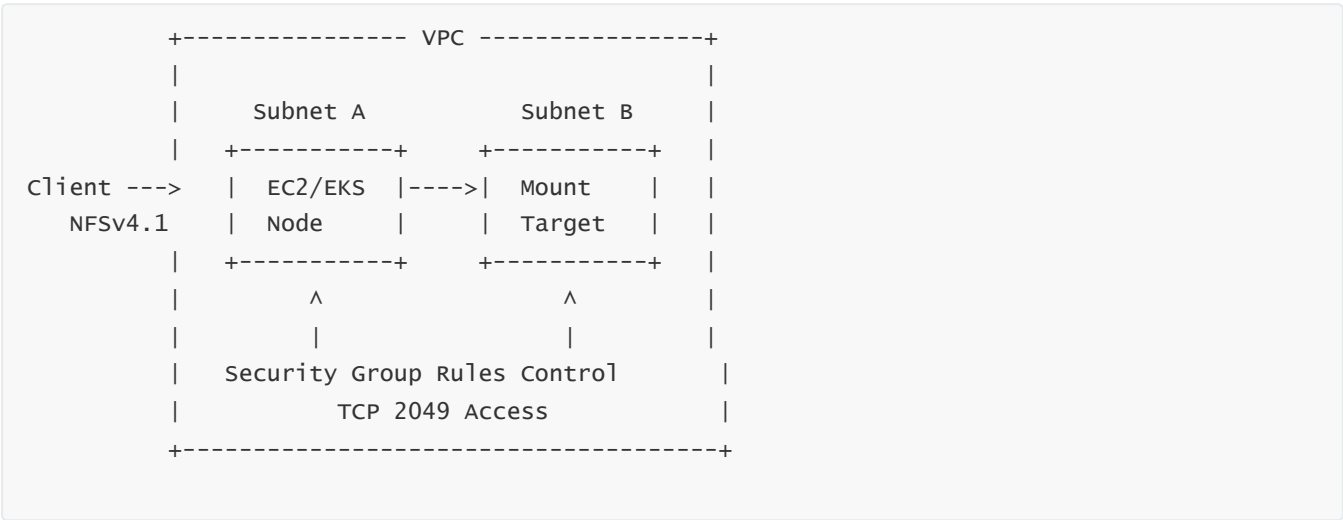 +---------------- VPC ----------------+
|                                     |
|     Subnet A           Subnet B     |
|   +-----------+     +-----------+   |
Client --->   |  EC2/EKS  |---->|  Mount    |   |
NFSv4.1    |  Node     |     |  Target   |   |
|   +-----------+     +-----------+   |
|         ^                 ^         |
|         |                 |         |
|   Security Group Rules Control       |
|           TCP 2049 Access            |
+--------------------------------------+